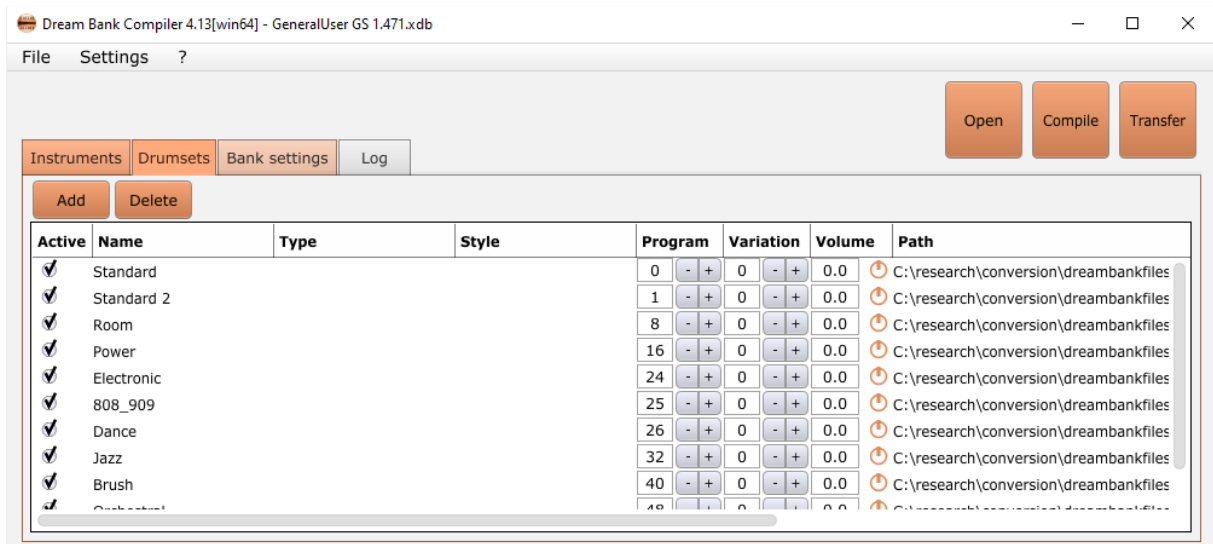 Dream Bank Compiler 4.13[win64] - GeneralUser GS 1.471.xdb
File Settings ?
Open Compile Transfer
Instruments Drumsets Bank settings Log
Add Delete
Active Name Type Style Program Variation Volume Path
Standard 0 - + 0 - + 0.0 C:\research\conversion\dreambankfiles
Standard 2 1 - + 0 - + 0.0 C:\research\conversion\dreambankfiles
Room 8 - + 0 - + 0.0 C:\research\conversion\dreambankfiles
Power 16 - + 0 - + 0.0 C:\research\conversion\dreambankfiles
Electronic 24 - + 0 - + 0.0 C:\research\conversion\dreambankfiles
808_909 25 - + 0 - + 0.0 C:\research\conversion\dreambankfiles
Dance 26 - + 0 - + 0.0 C:\research\conversion\dreambankfiles
Jazz 32 - + 0 - + 0.0 C:\research\conversion\dreambankfiles
Brush 40 - + 0 - + 0.0 C:\research\conversion\dreambankfiles